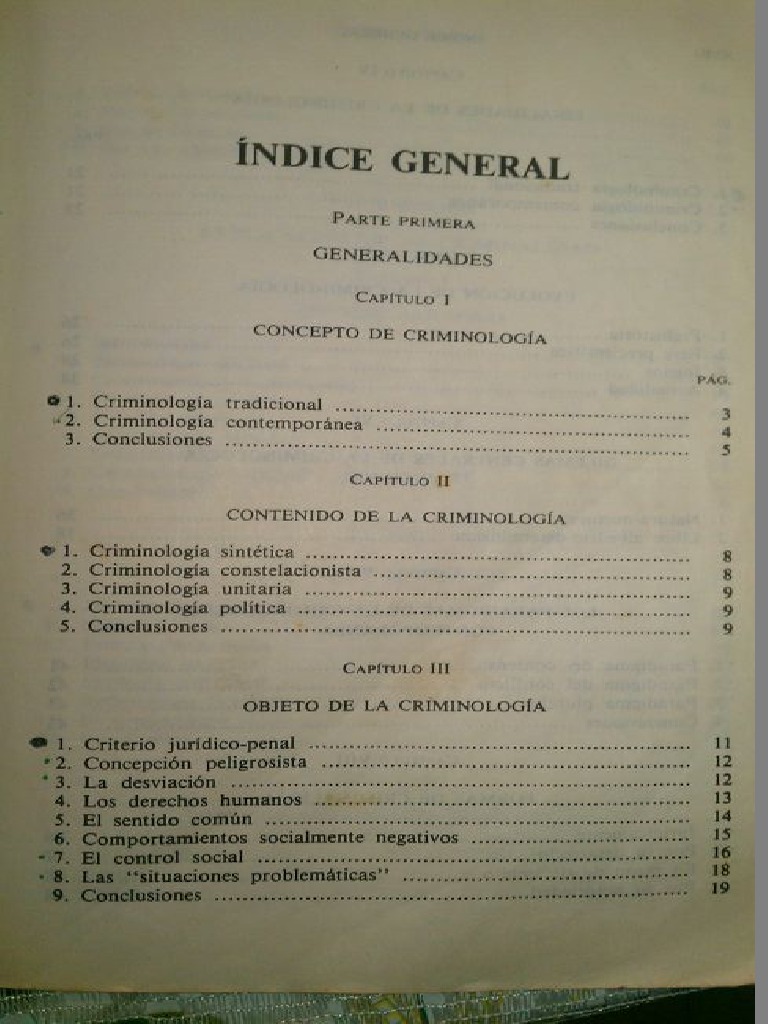 ÍNDICE GENERAL
PARTE PRIMERA
GENERALIDADES
CAPÍTULO I
CONCEPTO DE CRIMINOLOGÍA
PÁG.
1. Criminología tradicional ........ 3
2. Criminología contemporánea ........ 4
3. Conclusiones ........ 5
CAPÍTULO II
CONTENIDO DE LA CRIMINOLOGÍA
1. Criminología sintética ........ 8
2. Criminología constelacionista ........ 8
3. Criminología unitaria ........ 9
4. Criminología política ........ 9
5. Conclusiones ........ 9
CAPÍTULO III
OBJETO DE LA CRIMINOLOGÍA
1. Criterio jurídico-penal ........ 11
2. Concepción peligrosista ........ 12
3. La desviación ........ 12
4. Los derechos humanos ........ 13
5. El sentido común ........ 14
6. Comportamientos socialmente negativos ........ 15
7. El control social ........ 16
8. Las "situaciones problemáticas" ........ 18
9. Conclusiones ........ 19